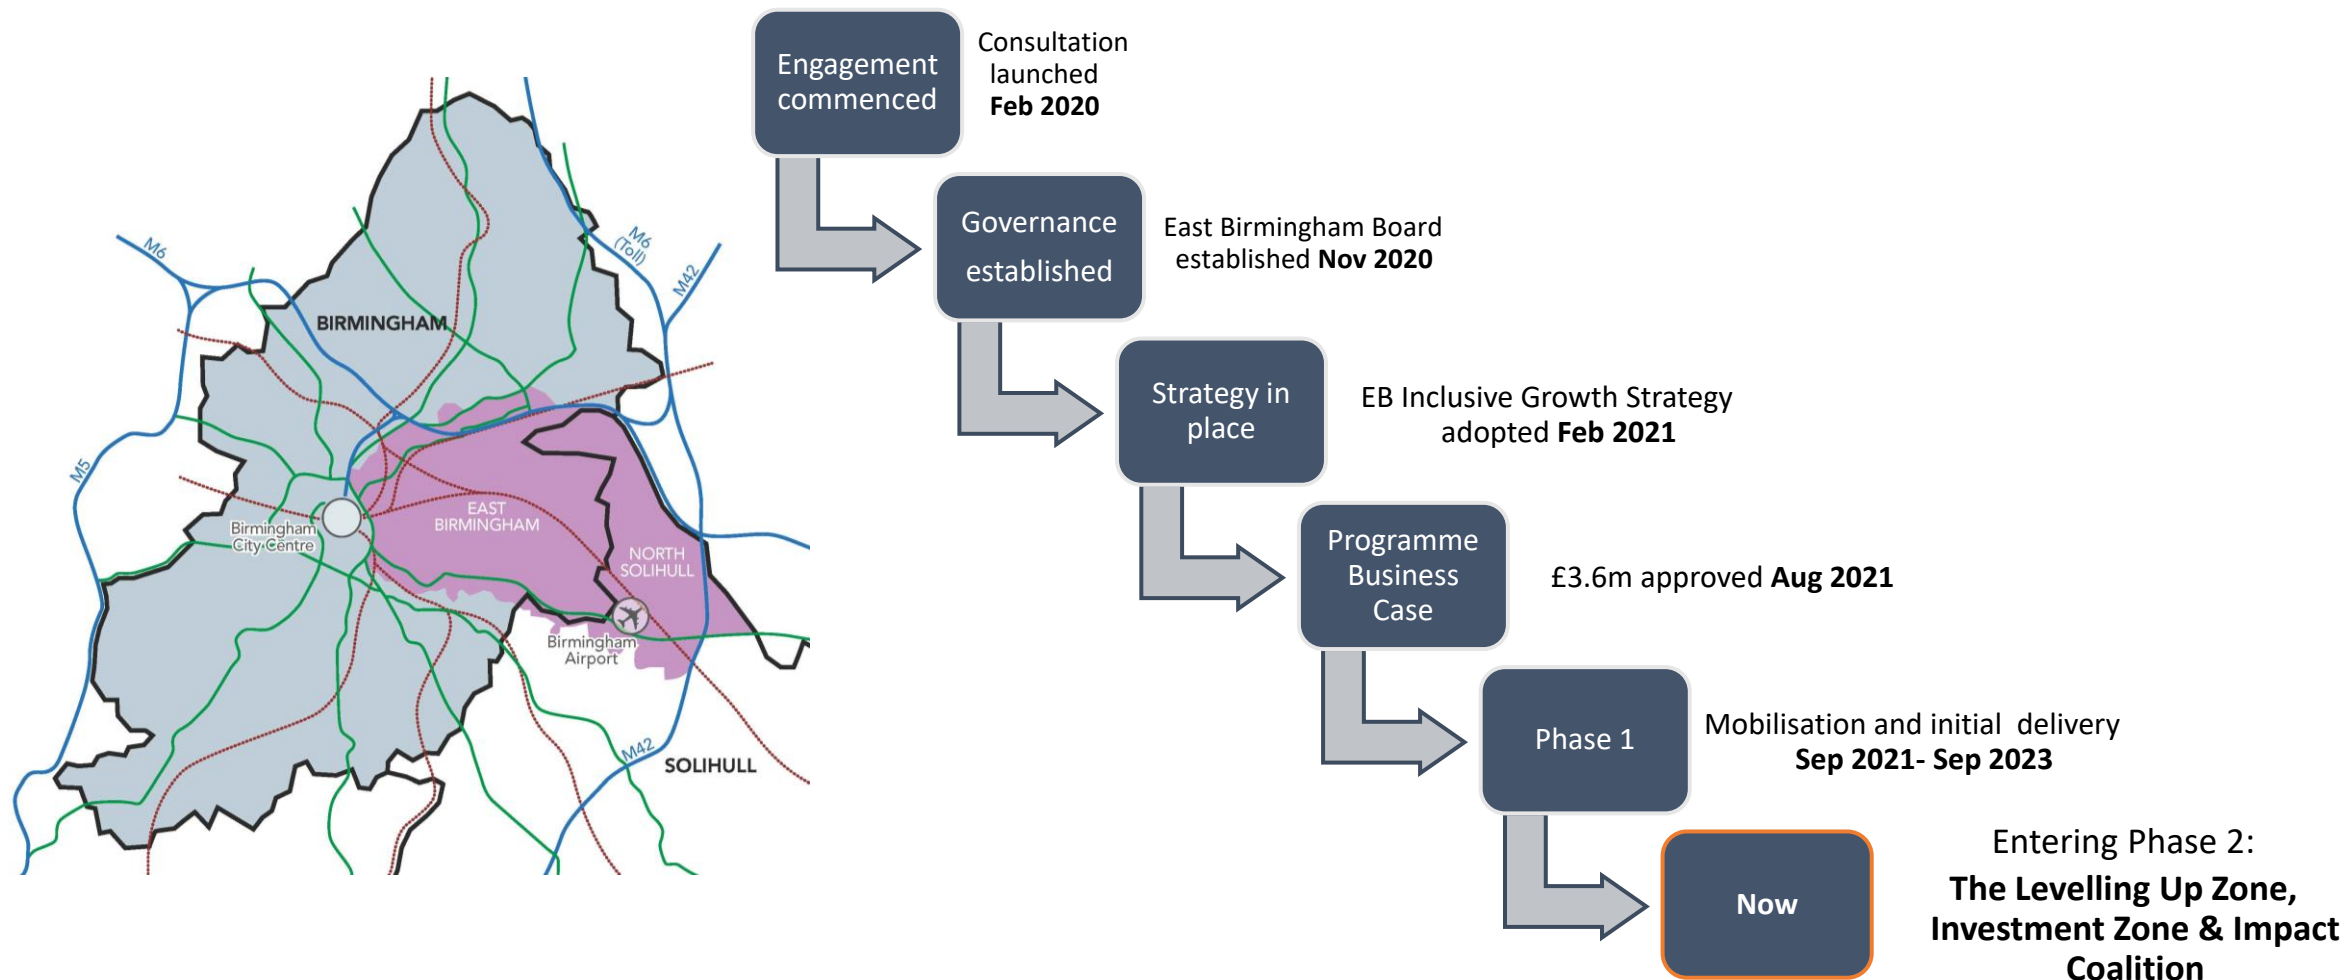 M6
M6
(Toll)
M42
BIRMINGHAM
M5
EAST
BIRMINGHAM
Birmingham
City Centre
NORTH
SOLIHULL
Birmingham
Airport
M42
SOLIHULL
Engagement
commenced
Consultation
launched
Feb 2020
Governance
established
East Birmingham Board
established Nov 2020
Strategy in
place
EB Inclusive Growth Strategy
adopted Feb 2021
Programme
Business
Case
£3.6m approved Aug 2021
Phase 1
Mobilisation and initial  delivery
Sep 2021- Sep 2023
Now
Entering Phase 2:
The Levelling Up Zone,
Investment Zone & Impact
Coalition